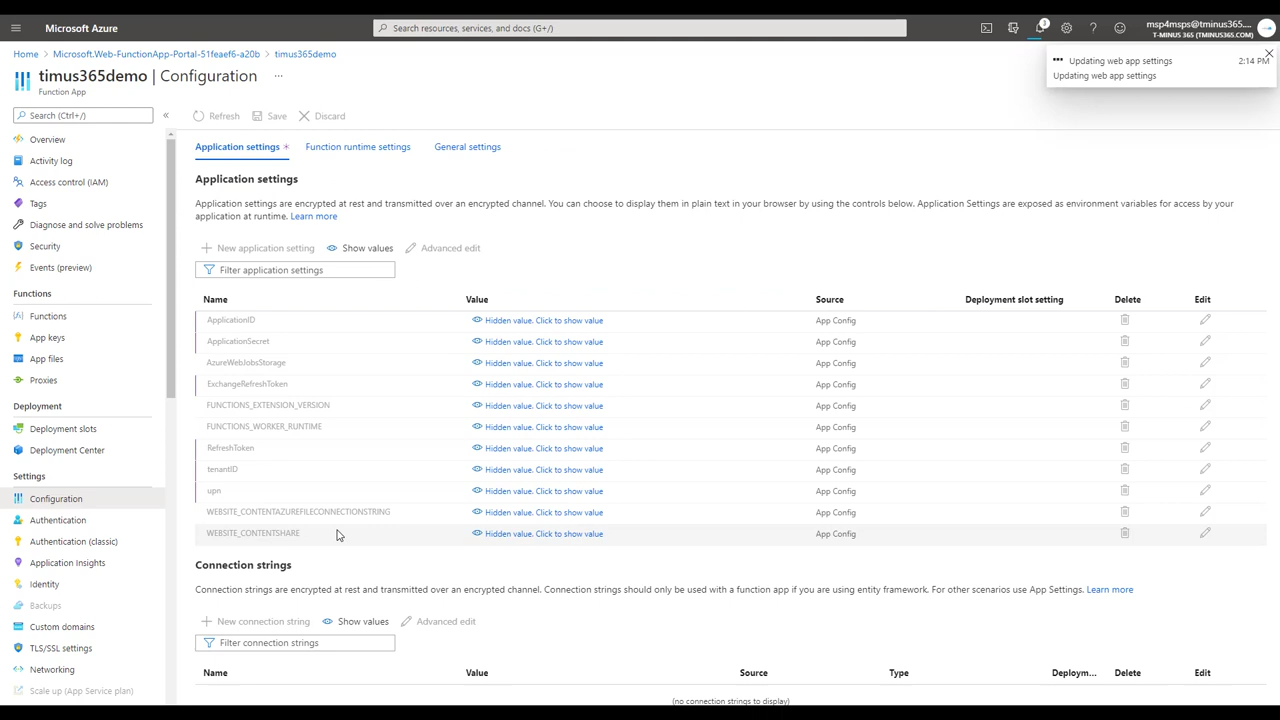 Microsoft Azure
Search resources, services, and docs (G+/)
3
msp4msps@tminus365....
T-MINUS 365 (TMINUS365.COM)
Home > Microsoft.Web-FunctionApp-Portal-51feaef6-a20b > timus365demo
timus365demo | Configuration ...
Function App
Updating web app settings 2:14 PM
Updating web app settings
Search (Ctrl+/)
«
Refresh Save Discard
Overview
Activity log
Access control (IAM)
Tags
Diagnose and solve problems
Security
Events (preview)
Functions
Functions
App keys
App files
Proxies
Deployment
Deployment slots
Deployment Center
Settings
Configuration
Authentication
Authentication (classic)
Application Insights
Identity
Backups
Custom domains
TLS/SSL settings
Networking
Scale up (App Service plan)
Application settings * Function runtime settings General settings
Application settings
Application settings are encrypted at rest and transmitted over an encrypted channel. You can choose to display them in plain text in your browser by using the controls below. Application Settings are exposed as environment variables for access by your
application at runtime. Learn more
New application setting Show values Advanced edit
Filter application settings
Name Value Source Deployment slot setting Delete Edit
ApplicationID Hidden value. Click to show value App Config
ApplicationSecret Hidden value. Click to show value App Config
AzureWebJobsStorage Hidden value. Click to show value App Config
ExchangeRefreshToken Hidden value. Click to show value App Config
FUNCTIONS_EXTENSION_VERSION Hidden value. Click to show value App Config
FUNCTIONS_WORKER_RUNTIME Hidden value. Click to show value App Config
RefreshToken Hidden value. Click to show value App Config
tenantID Hidden value. Click to show value App Config
upn Hidden value. Click to show value App Config
WEBSITE_CONTENTAZUREFILECONNECTIONSTRING Hidden value. Click to show value App Config
WEBSITE_CONTENTSHARE Hidden value. Click to show value App Config
Connection strings
Connection strings are encrypted at rest and transmitted over an encrypted channel. Connection strings should only be used with a function app if you are using entity framework. For other scenarios use App Settings. Learn more
New connection string Show values Advanced edit
Filter connection strings
Name Value Source Type Deploym... Delete Edit
(no connection strings to display)